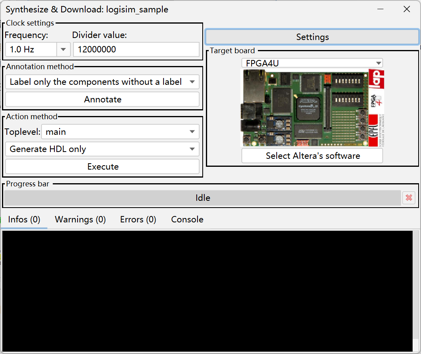 Synthesize & Download: logisim_sample
Clock settings
Frequency: Divider value:
1.0 Hz 12000000
Settings
Annotation method
Label only the components without a label
Annotate
Target board
FPGA4U
Select Altera's software
Action method
Toplevel: main
Generate HDL only
Execute
Progress bar
Idle
Infos (0) Warnings (0) Errors (0) Console